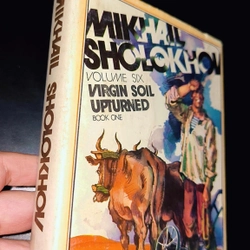 MIKHAIL
SHOLOKHOV
VOLUME SIX
VIRGIN SOIL
UPTURNED
BOOK ONE
MIKHAIL SHOLOKHOV